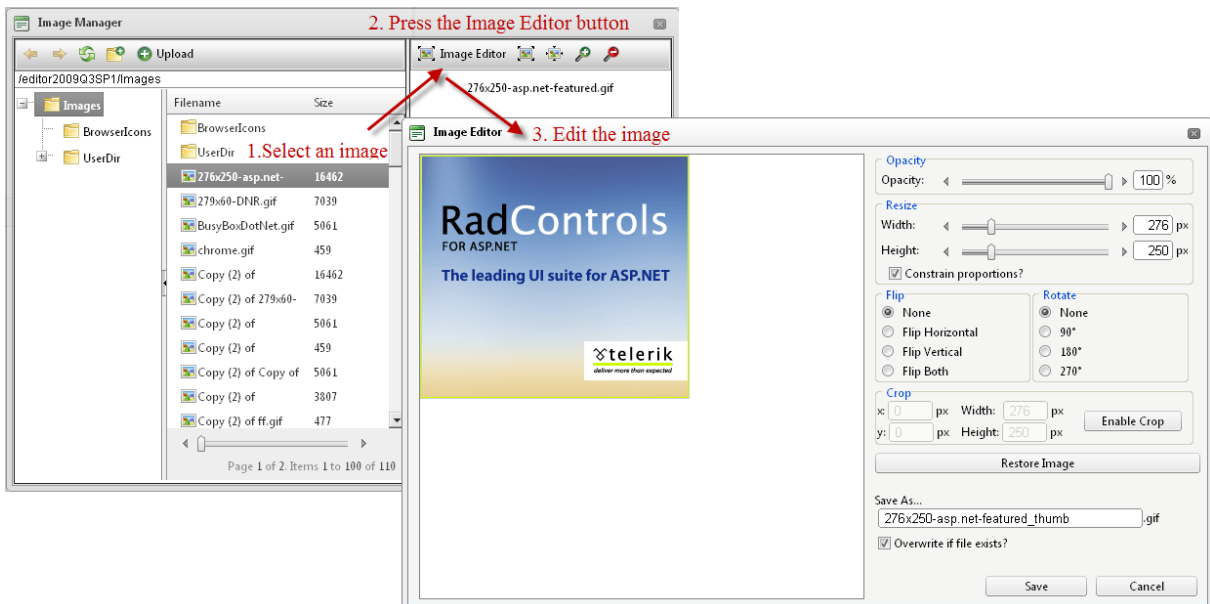 Image Manager
2. Press the Image Editor button
Upload
Image Editor
/editor2009Q3SP1/Images
276x250-asp.net-featured.gif
Images
BrowserIcons
UserDir
Filename Size
BrowserIcons
UserDir
1.Select an image
276x250-asp.net- 16462
279x60-DNR.gif 7039
BusyBoxDotNet.gif 5061
chrome.gif 459
Copy (2) of 16462
Copy (2) of 279x60- 7039
Copy (2) of 5061
Copy (2) of 459
Copy (2) of Copy of 5061
Copy (2) of 3807
Copy (2) of ff.gif 477
Page 1 of 2. Items 1 to 100 of 110
Image Editor
3. Edit the image
RadControls
FOR ASP.NET
The leading UI suite for ASP.NET
telerik
deliver more than expected
Opacity
Opacity: 100 %
Resize
Width: 276 px
Height: 250 px
Constrain proportions?
Flip
None
Flip Horizontal
Flip Vertical
Flip Both
Rotate
None
90°
180°
270°
Crop
x: 0 px Width: 276 px
y: 0 px Height: 250 px
Enable Crop
Restore Image
Save As...
276x250-asp.net-featured_thumb .gif
Overwrite if file exists?
Save Cancel